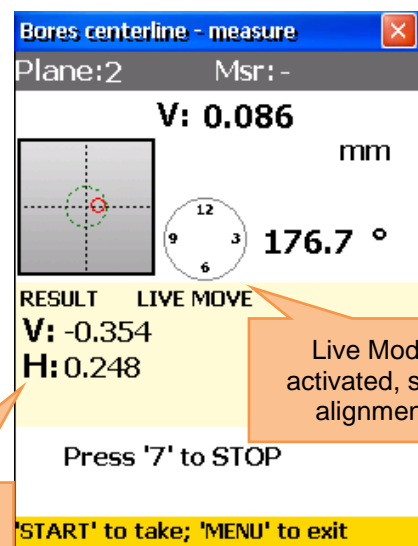 Bores centerline - measure
Plane:2 Msr:-
V: 0.086
mm
12
9 3
6
176.7 °
RESULT LIVE MOVE
V: -0.354
H: 0.248
Live Mod
activated, s
alignmen
Press '7' to STOP
'START' to take; 'MENU' to exit